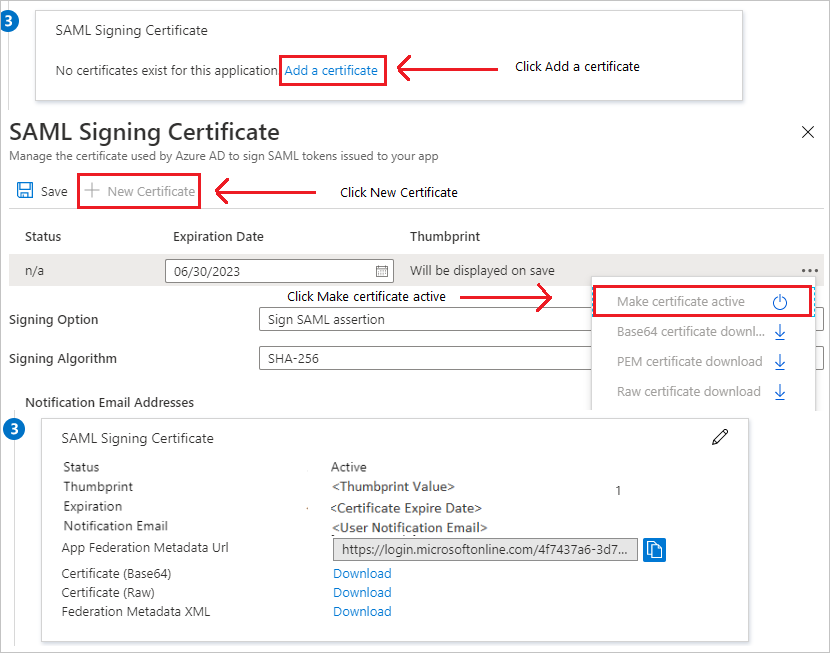 3
SAML Signing Certificate
No certificates exist for this application. Add a certificate
Click Add a certificate
SAML Signing Certificate
Manage the certificate used by Azure AD to sign SAML tokens issued to your app
Save
New Certificate
Click New Certificate
Status Expiration Date Thumbprint
n/a 06/30/2023 Will be displayed on save
Click Make certificate active
Make certificate active
Signing Option Sign SAML assertion
Base64 certificate downl...
Signing Algorithm SHA-256
PEM certificate download
Raw certificate download
Notification Email Addresses
3
SAML Signing Certificate
Status Active
Thumbprint <Thumbprint Value>
1
Expiration <Certificate Expire Date>
Notification Email <User Notification Email>
App Federation Metadata Url https://login.microsoftonline.com/4f7437a6-3d7...
Certificate (Base64) Download
Certificate (Raw) Download
Federation Metadata XML Download